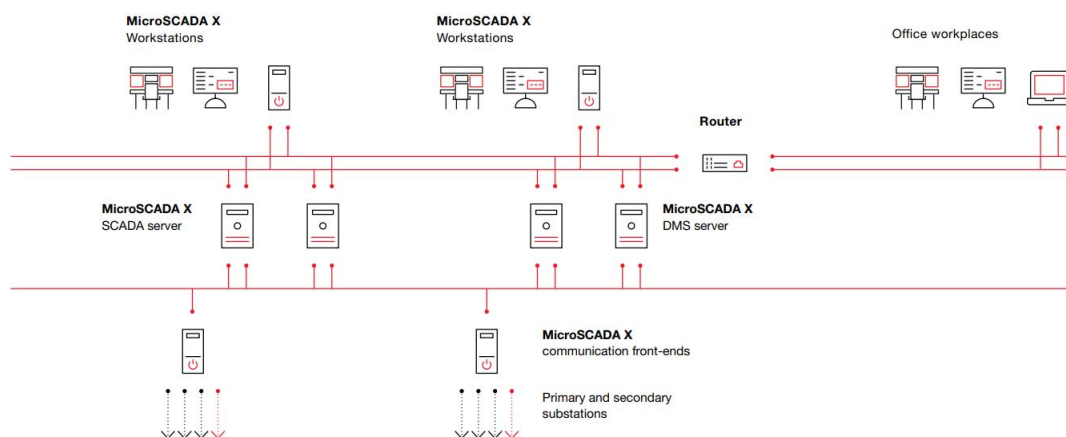 MicroSCADA X
Workstations
MicroSCADA X
Workstations
Office workplaces
Router
MicroSCADA X
SCADA server
MicroSCADA X
DMS server
MicroSCADA X
communication front-ends
Primary and secondary
substations